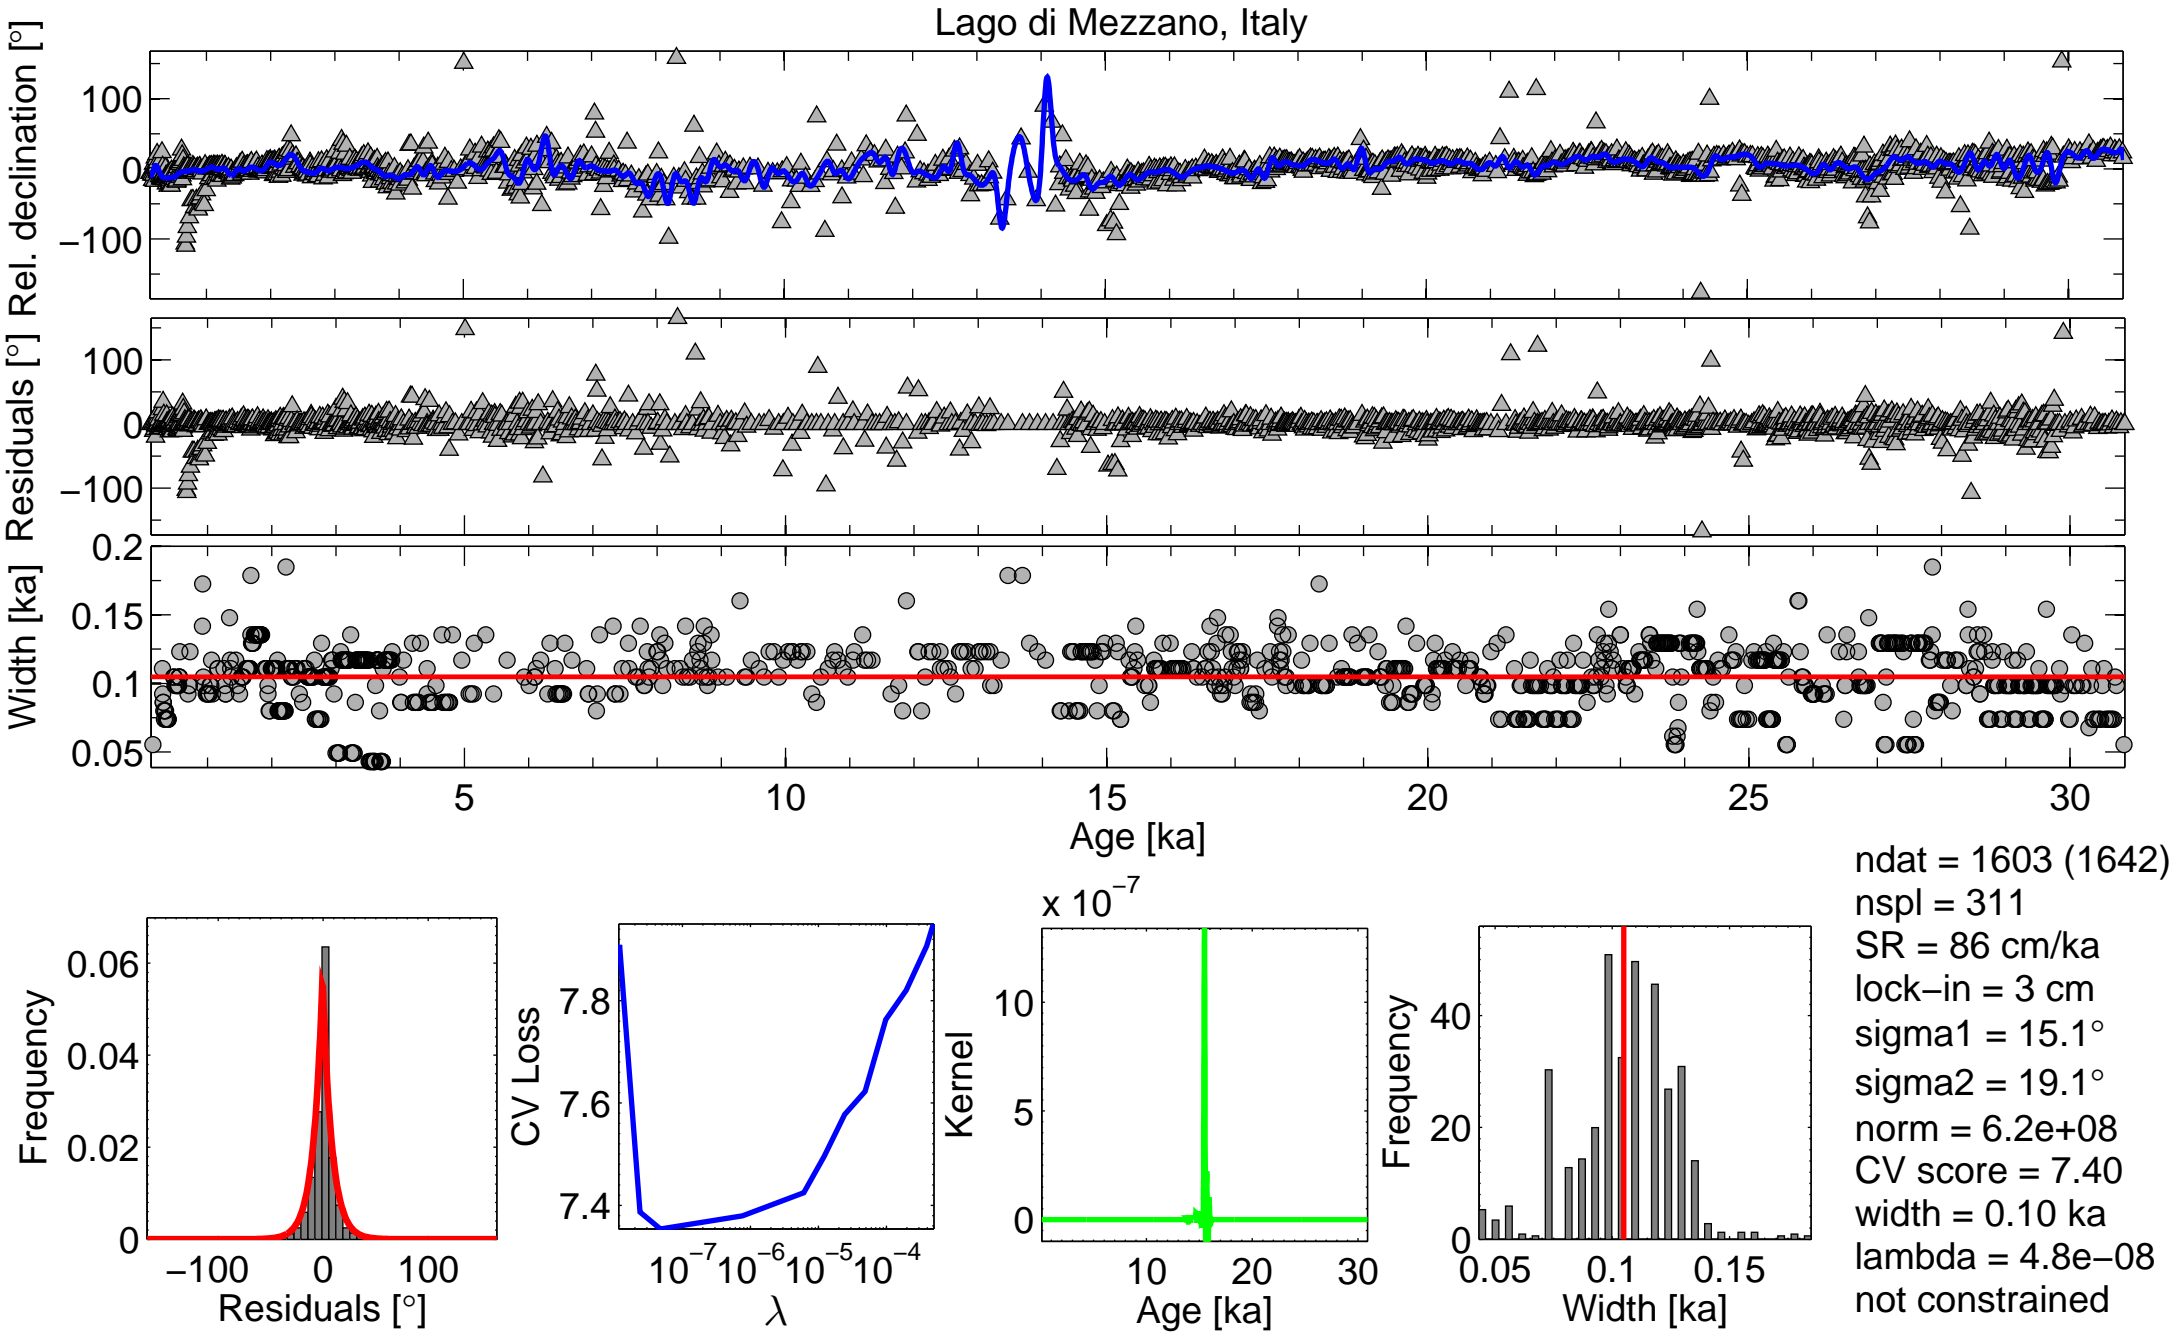 Lago di Mezzano, Italy
Rel. declination [°]
100
0
−100
Residuals [°]
100
0
−100
Width [ka]
0.2
0.15
0.1
0.05
5
10
15
20
25
30
Age [ka]
Frequency
0.06
0.04
0.02
0
−100
0
100
Residuals [°]
CV Loss
7.8
7.6
7.4
10−7
10−6
10−5
10−4
λ
x 10−7
Kernel
10
5
0
10
20
30
Age [ka]
Frequency
40
20
0
0.05
0.1
0.15
Width [ka]
ndat = 1603 (1642)
nspl = 311
SR = 86 cm/ka
lock−in = 3 cm
sigma1 = 15.1°
sigma2 = 19.1°
norm = 6.2e+08
CV score = 7.40
width = 0.10 ka
lambda = 4.8e−08
not constrained